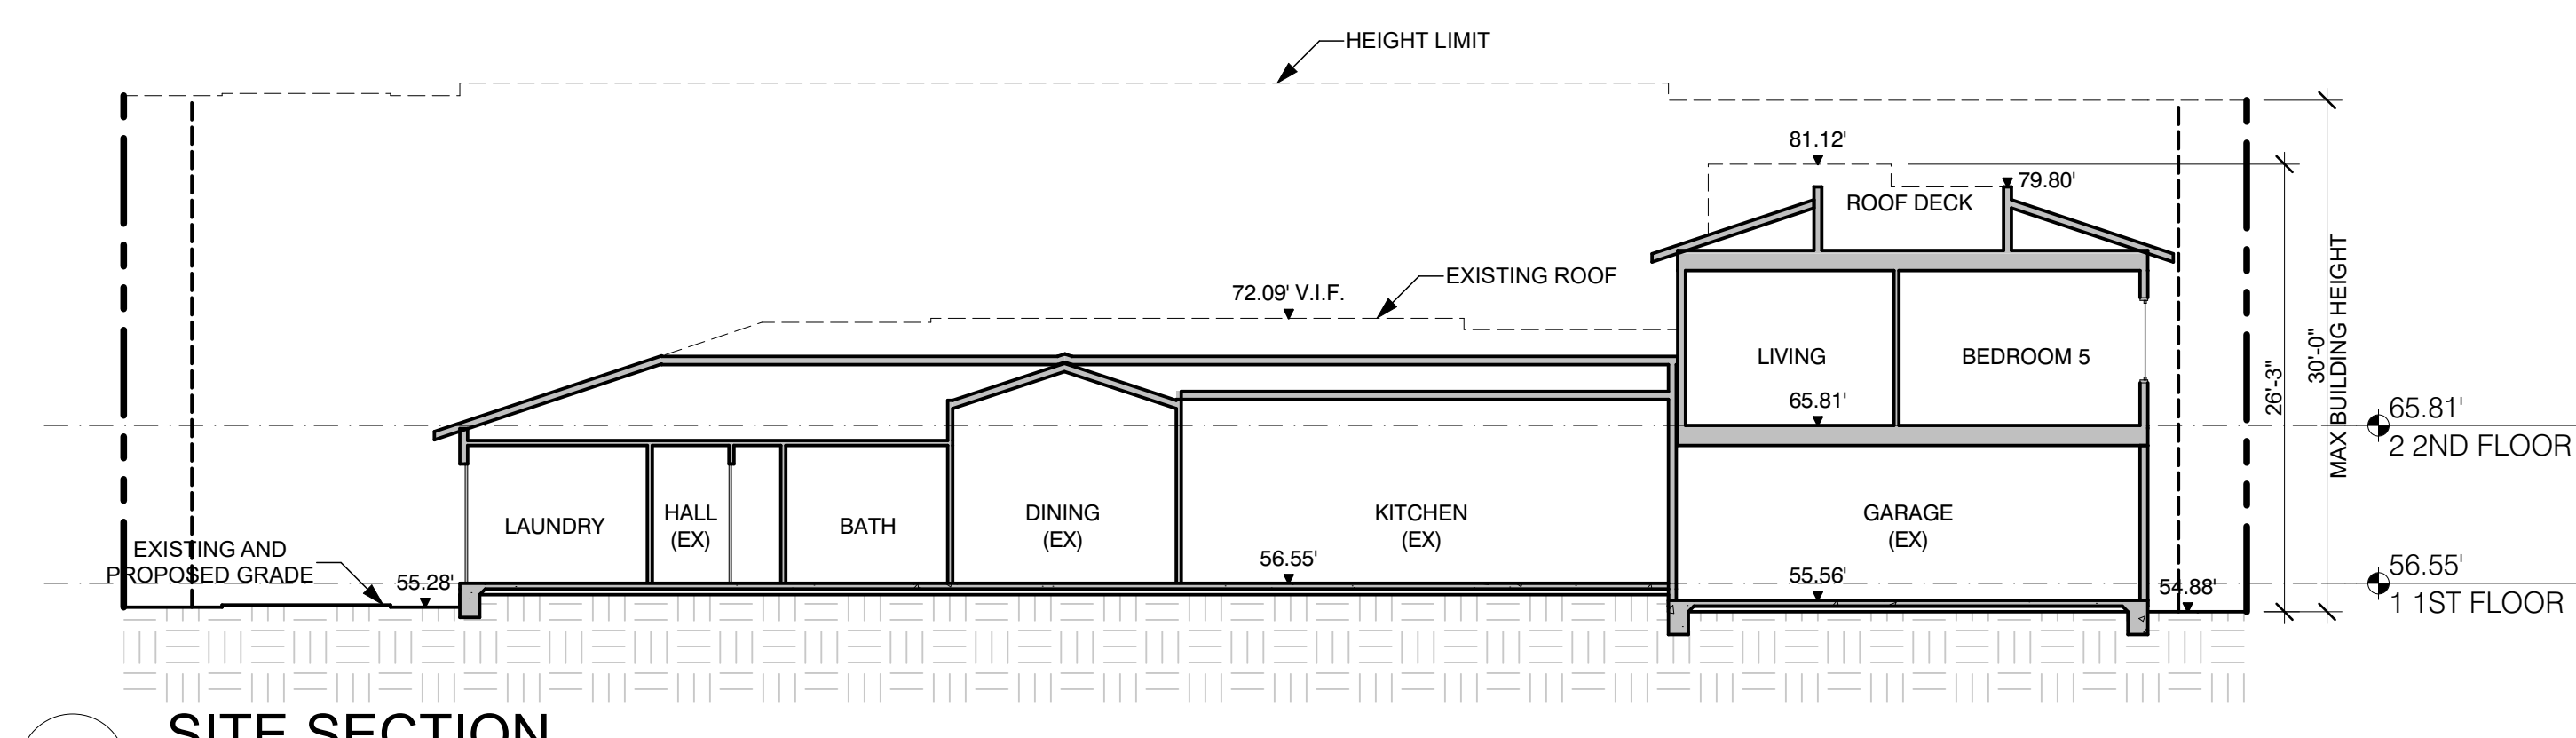 HEIGHT LIMIT
81.12'
79.80'
ROOF DECK
EXISTING ROOF
72.09' V.I.F.
LIVING
BEDROOM 5
65.81'
26'-3"
30'-0"
MAX BUILDING HEIGHT
65.81'
2 2ND FLOOR
LAUNDRY
HALL
(EX)
BATH
DINING
(EX)
KITCHEN
(EX)
GARAGE
(EX)
EXISTING AND
PROPOSED GRADE
55.28'
56.55'
55.56'
54.88'
56.55'
1 1ST FLOOR
SITE SECTION